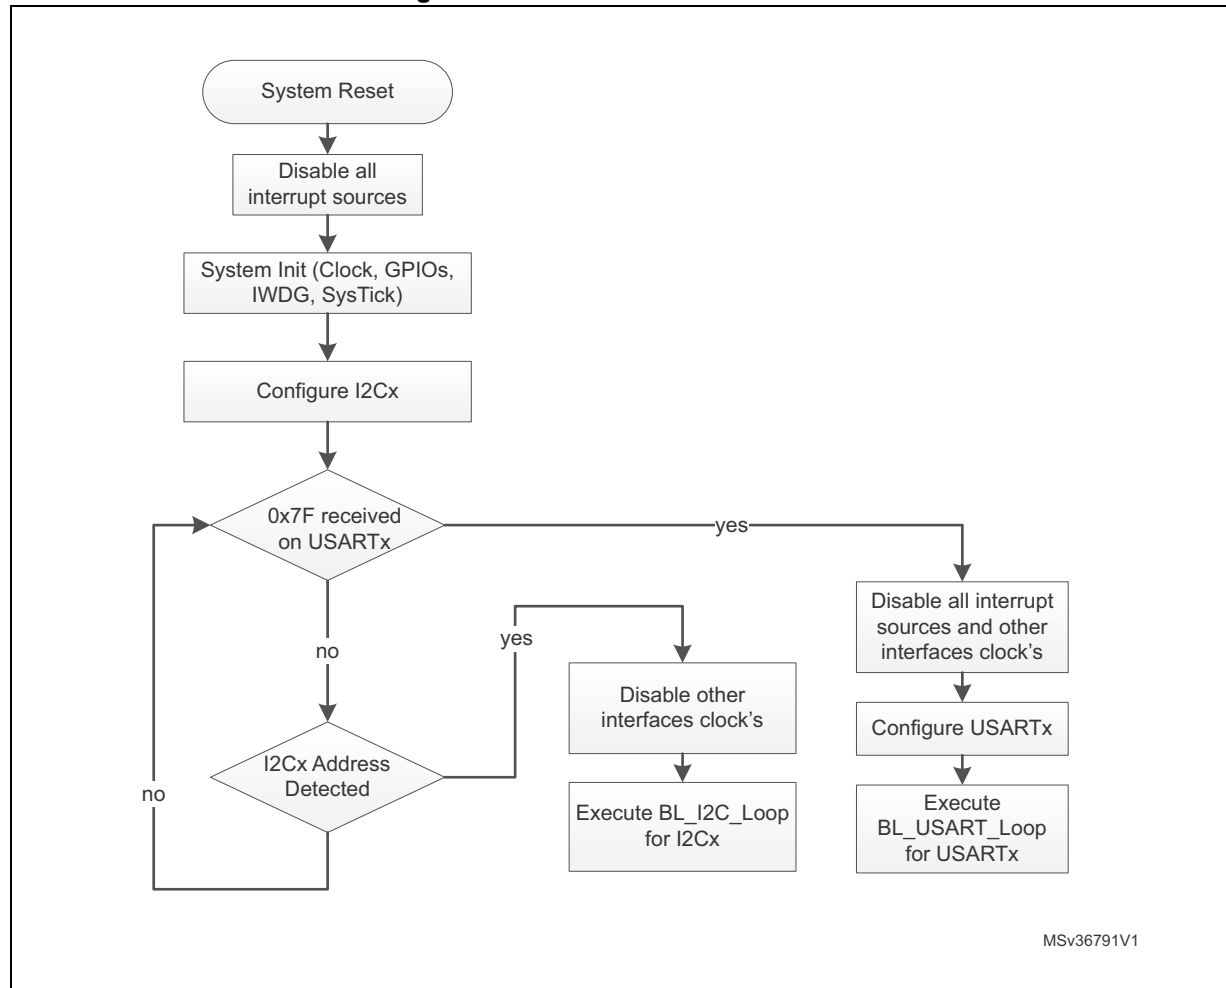 System Reset
Disable all
interrupt sources
System Init (Clock, GPIOs,
IWDG, SysTick)
Configure I2Cx
0x7F received
on USARTx
yes
no
Disable all interrupt
sources and other
interfaces clock's
yes
Disable other
interfaces clock's
Configure USARTx
I2Cx Address
Detected
no
Execute BL_I2C_Loop
for I2Cx
Execute
BL_USART_Loop
for USARTx
MSv36791V1